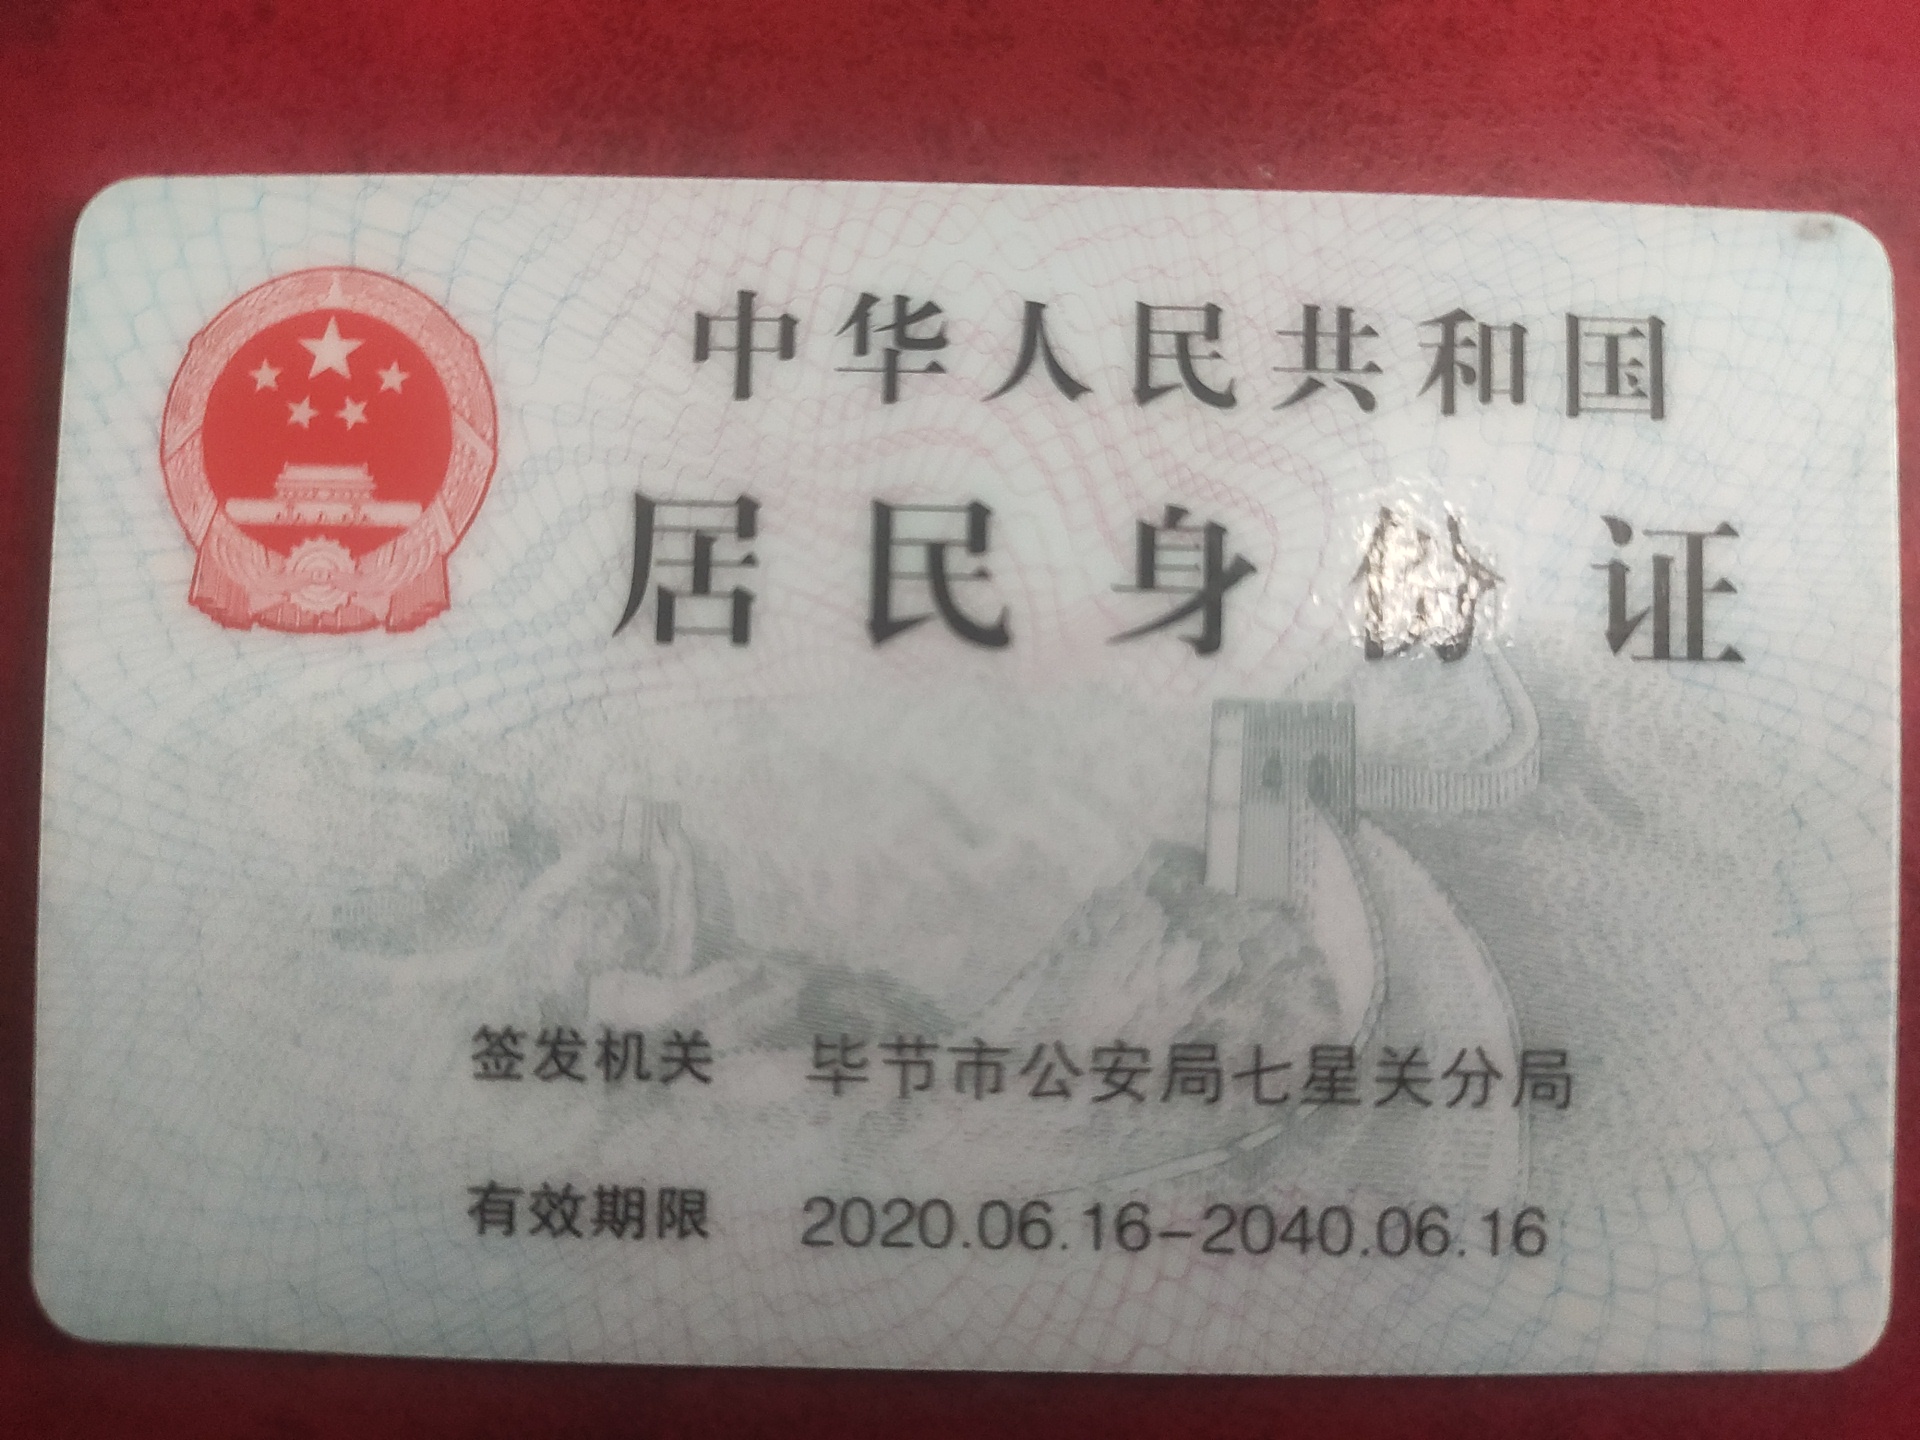 中华人民共和国
居民身份证
签发机关 毕节市公安局七星关分局
有效期限 2020.06.16-2040.06.16